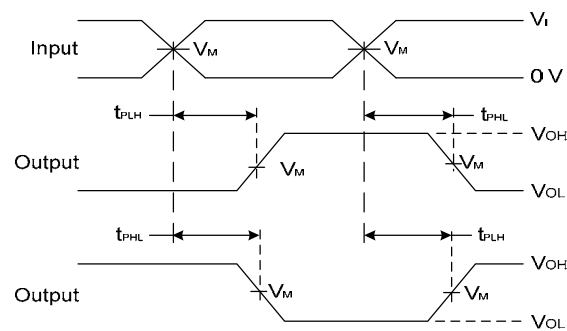 VI
Input VM VM
0 V
tPLH tPHL
VOH
Output VM VM
VOL
tPHL tPLH
VOH
Output VM VM
VOL